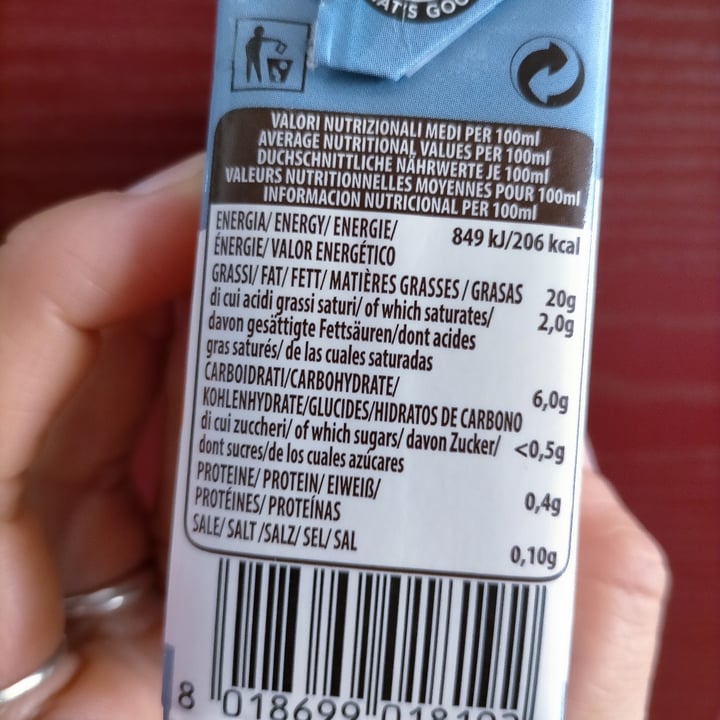 AT'S GOO
VALORI NUTRIZIONALI MEDI PER 100ml
AVERAGE NUTRITIONAL VALUES PER 100ml
DUCHSCHNITTLICHE NÄHRWERTE JE 100ml
VALEURS NUTRITIONNELLES MOYENNES POUR 100ml
INFORMACION NUTRICIONAL PER 100ml
ENERGIA/ ENERGY/ ENERGIE/ 849 kJ/206 kcal
ÉNERGIE/ VALOR ENERGÉTICO
GRASSI/ FAT/ FETT/ MATIÈRES GRASSES / GRASAS 20g
di cui acidi grassi saturi/ of which saturates/ 2,0g
davon gesättigte Fettsäuren/dont acides
gras saturés/ de las cuales saturadas
CARBOIDRATI/CARBOHYDRATE/ 6,0g
KOHLENHYDRATE/GLUCIDES/HIDRATOS DE CARBONO
di cui zuccheri/ of which sugars/ davon Zucker/ <0,5g
dont sucres/de los cuales azúcares
PROTEINE/ PROTEIN/ EIWEIß/ 0,4g
PROTÉINES/ PROTEÍNAS
SALE/ SALT /SALZ/ SEL/ SAL 0,10g
8 018699 018102